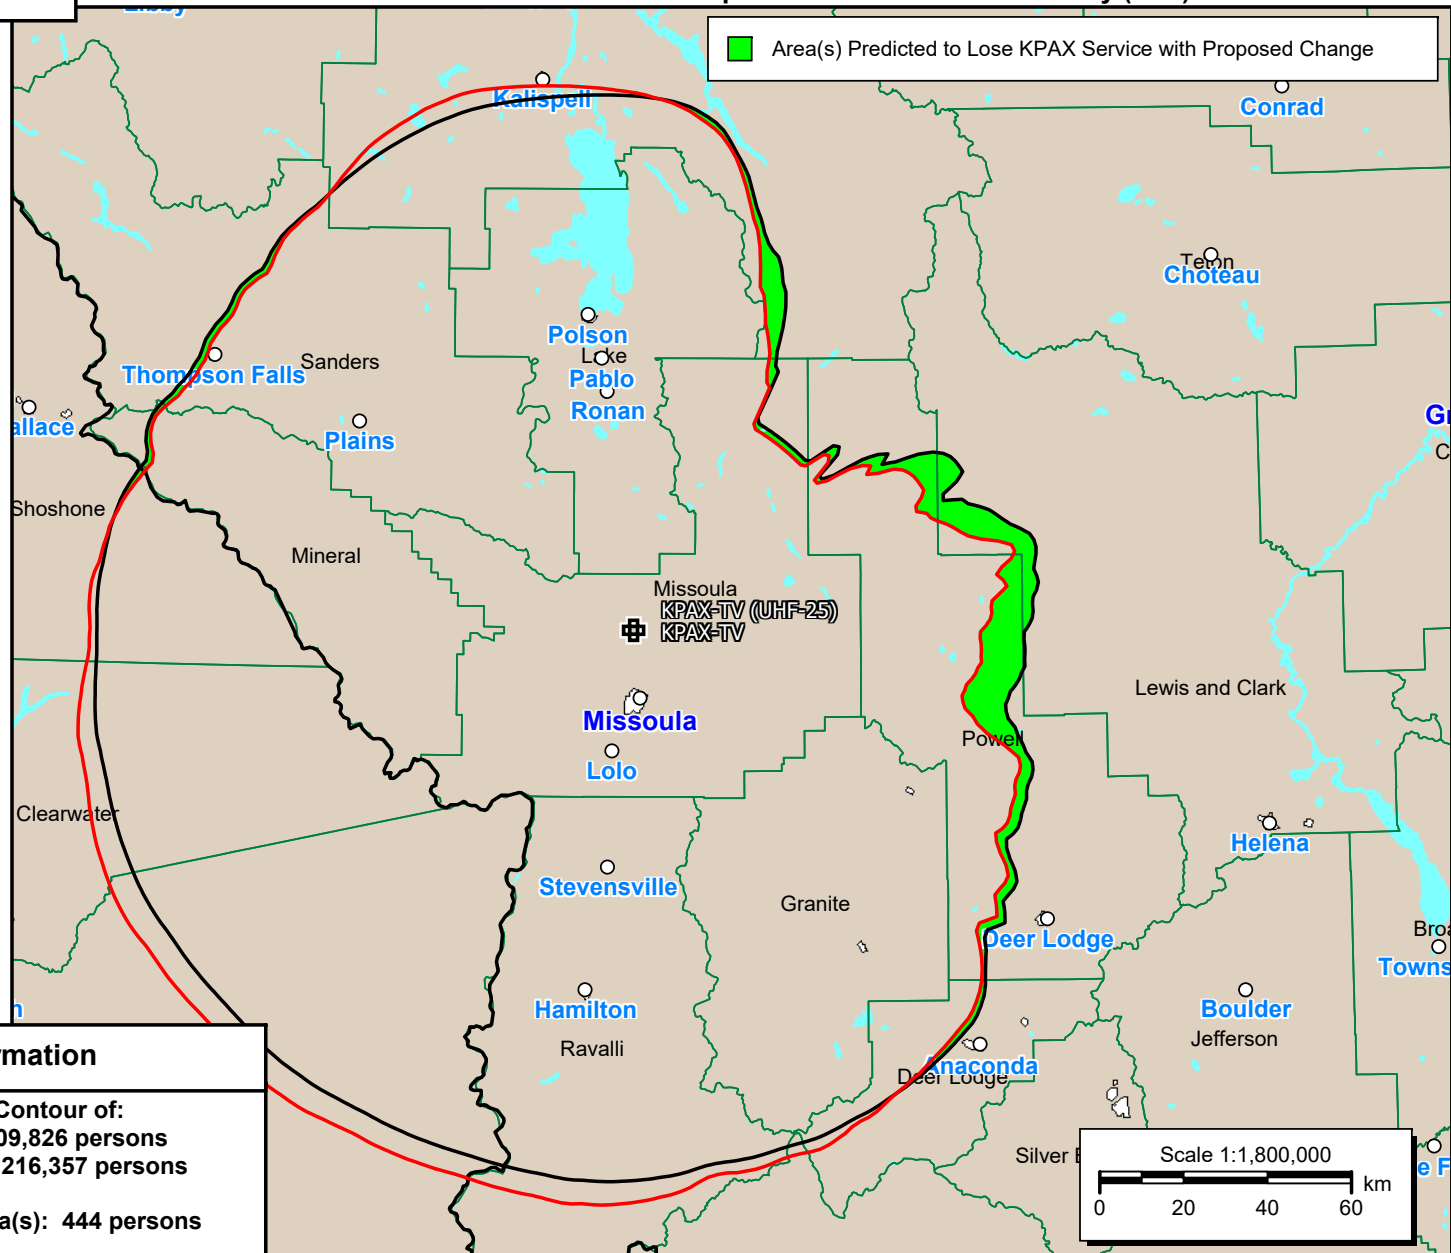 Area(s) Predicted to Lose KPAX Service with Proposed Change
Kalispell
Conrad
Teton
Choteau
Polson
Lake
Pablo
Ronan
Sanders
Thompson Falls
Plains
Shoshone
Mineral
Missoula
KPAX-TV (UHF-25)
KPAX-TV
Missoula
Lolo
Lewis and Clark
Powell
Clearwater
Helena
Stevensville
Granite
Deer Lodge
Hamilton
Ravalli
Boulder
Jefferson
Anaconda
Deer Lodge
Silver
Contour of:
09,826 persons
216,357 persons
a(s): 444 persons
Scale 1:1,800,000
km
0 20 40 60